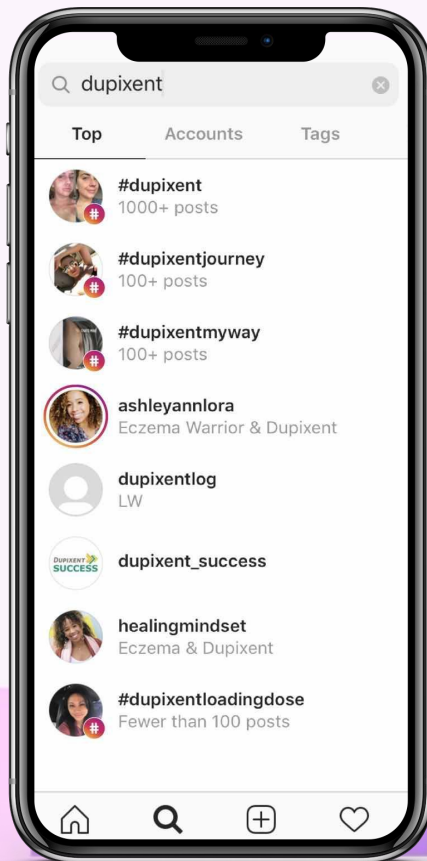 dupixent
Top Accounts Tags
#dupixent
1000+ posts
#dupixentjourney
100+ posts
#dupixentmyway
100+ posts
ashleyannlora
Eczema Warrior & Dupixent
dupixentlog
LW
DUPIXENT
SUCCESS
dupixent_success
healingmindset
Eczema & Dupixent
#dupixentloadingdose
Fewer than 100 posts